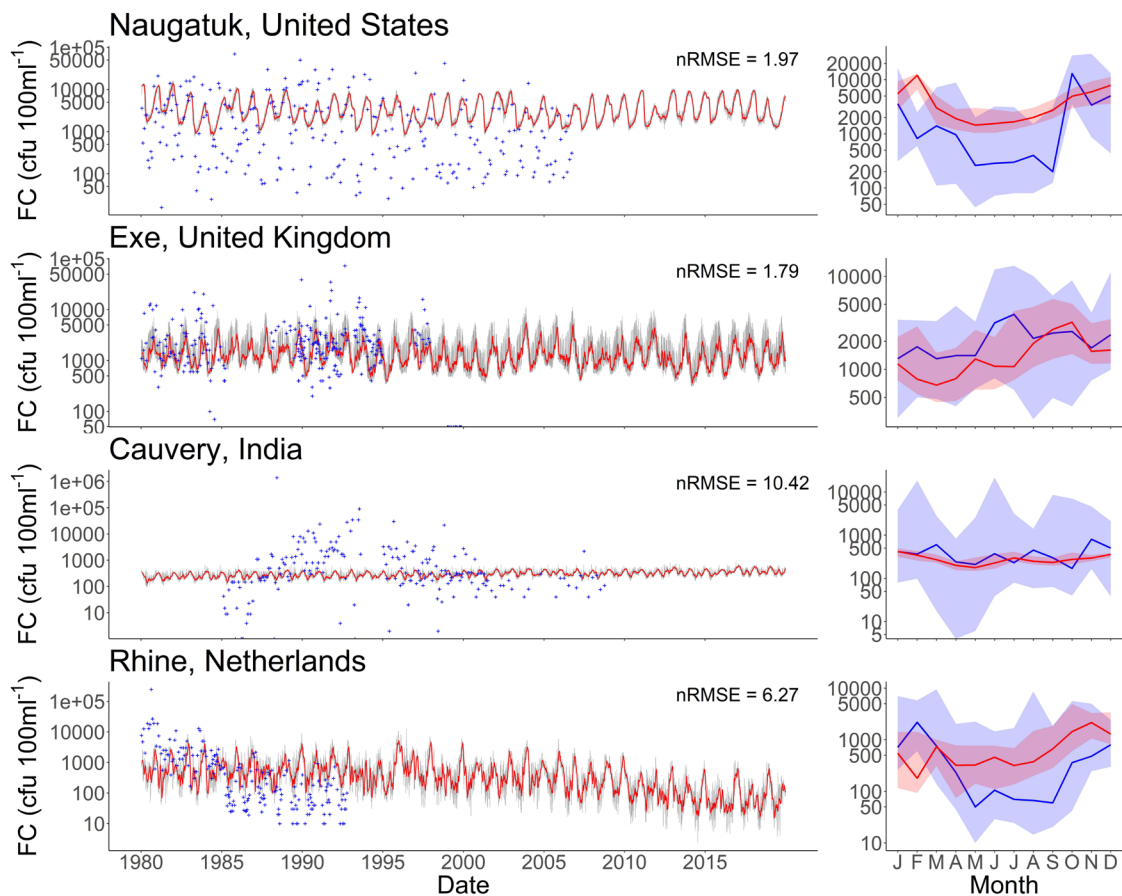 Naugatuk, United States
FC (cfu 100ml⁻¹)
1e+05
50000
10000
5000
1000
500
100
50
nRMSE = 1.97
20000
10000
5000
2000
1000
500
200
100
50
Exe, United Kingdom
FC (cfu 100ml⁻¹)
1e+05
50000
10000
5000
1000
500
100
50
nRMSE = 1.79
10000
5000
2000
1000
500
Cauvery, India
FC (cfu 100ml⁻¹)
1e+06
1e+05
10000
1000
100
10
nRMSE = 10.42
10000
1000
500
100
50
10
5
Rhine, Netherlands
FC (cfu 100ml⁻¹)
1e+05
10000
1000
100
10
nRMSE = 6.27
10000
5000
1000
500
100
50
10
1980 1985 1990 1995 2000 2005 2010 2015
Date
J F M A M J J A S O N D
Month